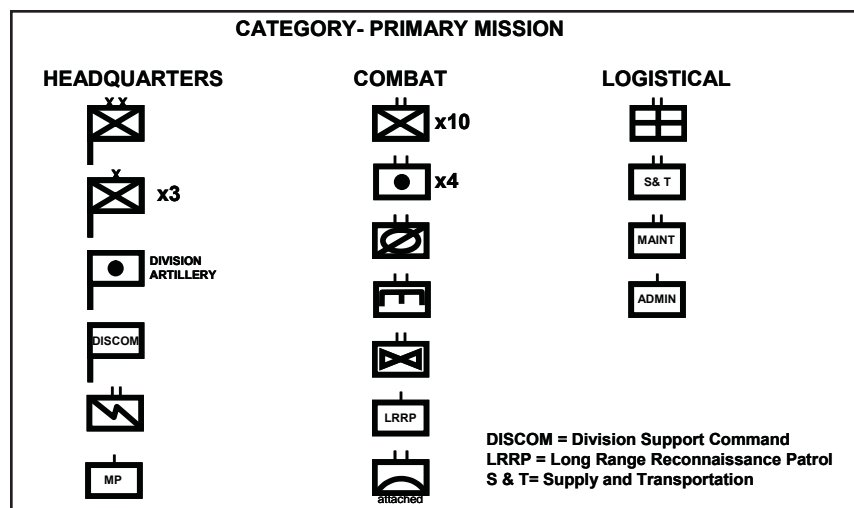 CATEGORY- PRIMARY MISSION
HEADQUARTERS
COMBAT
LOGISTICAL
X X
x10
X
x3
x4
S& T
MAINT
DIVISION
ARTILLERY
ADMIN
DISCOM
LRRP
MP
attached
DISCOM = Division Support Command
LRRP = Long Range Reconnaissance Patrol
S & T= Supply and Transportation